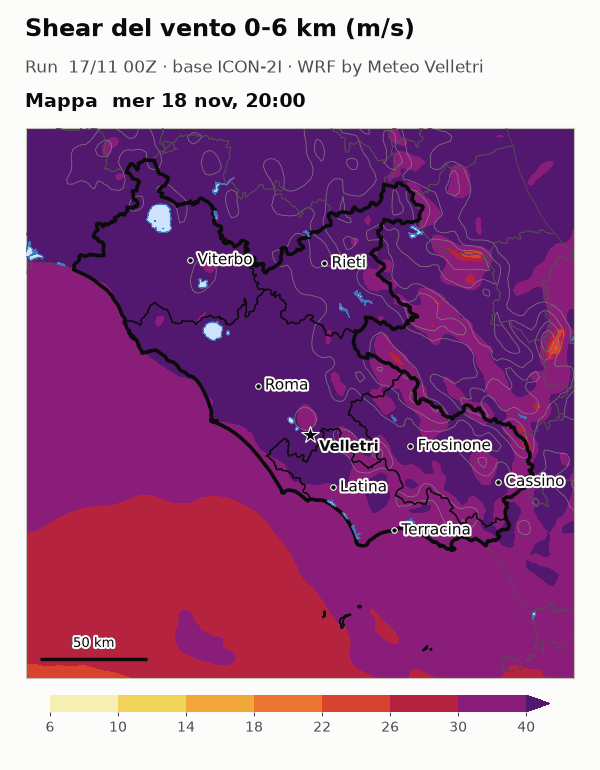 Shear del vento 0-6 km (m/s)
Run  17/11 00Z · base ICON-2I · WRF by Meteo Velletri
Mappa  mer 18 nov, 20:00
Viterbo
Rieti
Roma
Velletri
Frosinone
Cassino
Latina
Terracina
50 km
6 10 14 18 22 26 30 40